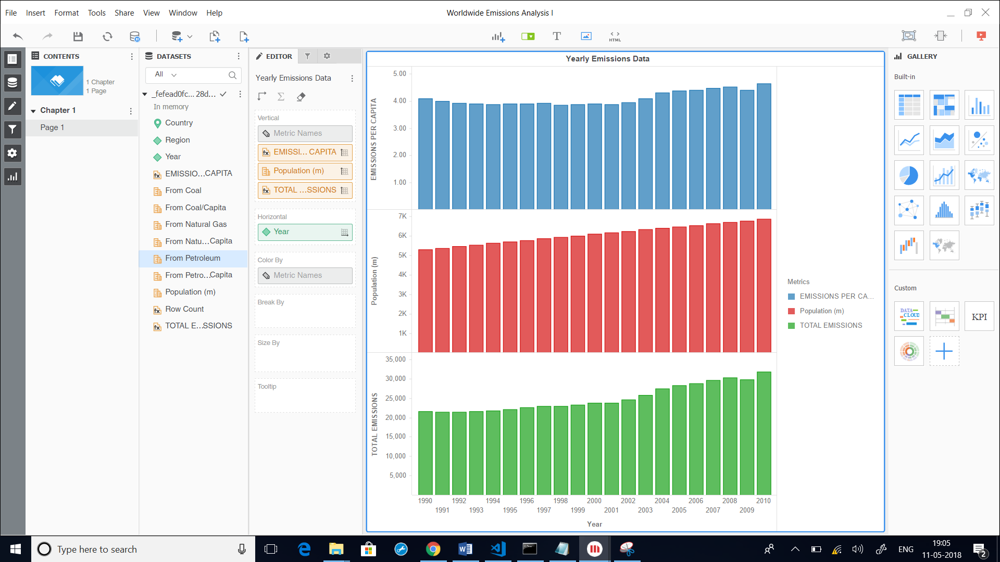 File Insert Format Tools Share View Window Help
Worldwide Emissions Analysis I
HTML
CONTENTS
1 Chapter
1 Page
Chapter 1
Page 1
DATASETS
All
_fefead0fc... 28d...
In memory
Country
Region
Year
EMISSIO...CAPITA
From Coal
From Coal/Capita
From Natural Gas
From Natu...Capita
From Petroleum
From Petro...Capita
Population (m)
Row Count
TOTAL E...SSIONS
EDITOR
Yearly Emissions Data
Vertical
Metric Names
EMISSI... CAPITA
Population (m)
TOTAL ...SSIONS
Horizontal
Year
Color By
Metric Names
Break By
Size By
Tooltip
Yearly Emissions Data
EMISSIONS PER CAPITA
5.00
4.00
3.00
2.00
1.00
Population (m)
7K
6K
5K
4K
3K
2K
1K
TOTAL EMISSIONS
35,000
30,000
25,000
20,000
15,000
10,000
5,000
1990 1992 1994 1996 1998 2000 2002 2004 2006 2008 2010
1991 1993 1995 1997 1999 2001 2003 2005 2007 2009
Year
Metrics
EMISSIONS PER CA...
Population (m)
TOTAL EMISSIONS
GALLERY
Built-in
Custom
DATA
CLOUD
KPI
Type here to search
ENG
19:05
11-05-2018
2